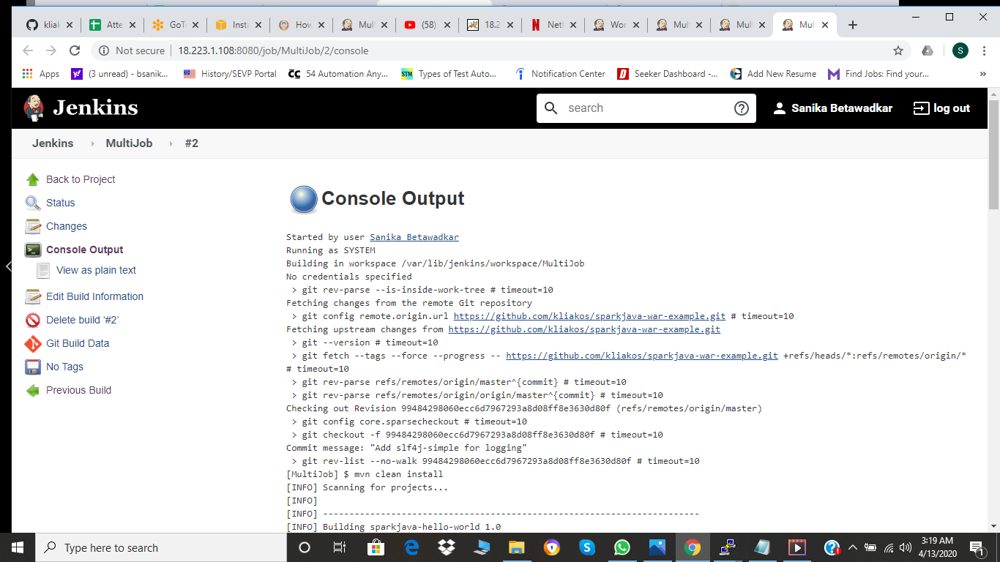 kliak
Atte
GoTo
Insta
How
Mult
(58)
18.2
Netf
Wor
Mult
Mult
Mult
Not secure
18.223.1.108:8080/job/MultiJob/2/console
S
Apps
(3 unread) - bsanik...
History/SEVP Portal
54 Automation Any...
STM
Types of Test Auto...
Notification Center
Seeker Dashboard -...
Add New Resume
Find Jobs: Find your...
»
Jenkins
search
Sanika Betawadkar
log out
Jenkins
MultiJob
#2
Back to Project
Status
Changes
Console Output
View as plain text
Edit Build Information
Delete build ‘#2’
Git Build Data
No Tags
Previous Build
Console Output
Started by user Sanika Betawadkar
Running as SYSTEM
Building in workspace /var/lib/jenkins/workspace/MultiJob
No credentials specified
> git rev-parse --is-inside-work-tree # timeout=10
Fetching changes from the remote Git repository
> git config remote.origin.url https://github.com/kliakos/sparkjava-war-example.git # timeout=10
Fetching upstream changes from https://github.com/kliakos/sparkjava-war-example.git
> git --version # timeout=10
> git fetch --tags --force --progress -- https://github.com/kliakos/sparkjava-war-example.git +refs/heads/*:refs/remotes/origin/*
# timeout=10
> git rev-parse refs/remotes/origin/master^{commit} # timeout=10
> git rev-parse refs/remotes/origin/origin/master^{commit} # timeout=10
Checking out Revision 99484298060ecc6d7967293a8d08ff8e3630d80f (refs/remotes/origin/master)
> git config core.sparsecheckout # timeout=10
> git checkout -f 99484298060ecc6d7967293a8d08ff8e3630d80f # timeout=10
Commit message: "Add slf4j-simple for logging"
> git rev-list --no-walk 99484298060ecc6d7967293a8d08ff8e3630d80f # timeout=10
[MultiJob] $ mvn clean install
[INFO] Scanning for projects...
[INFO]
[INFO] ------------------------------------------------------------------------
[INFO] Building sparkjava-hello-world 1.0
Type here to search
3:19 AM
4/13/2020
1